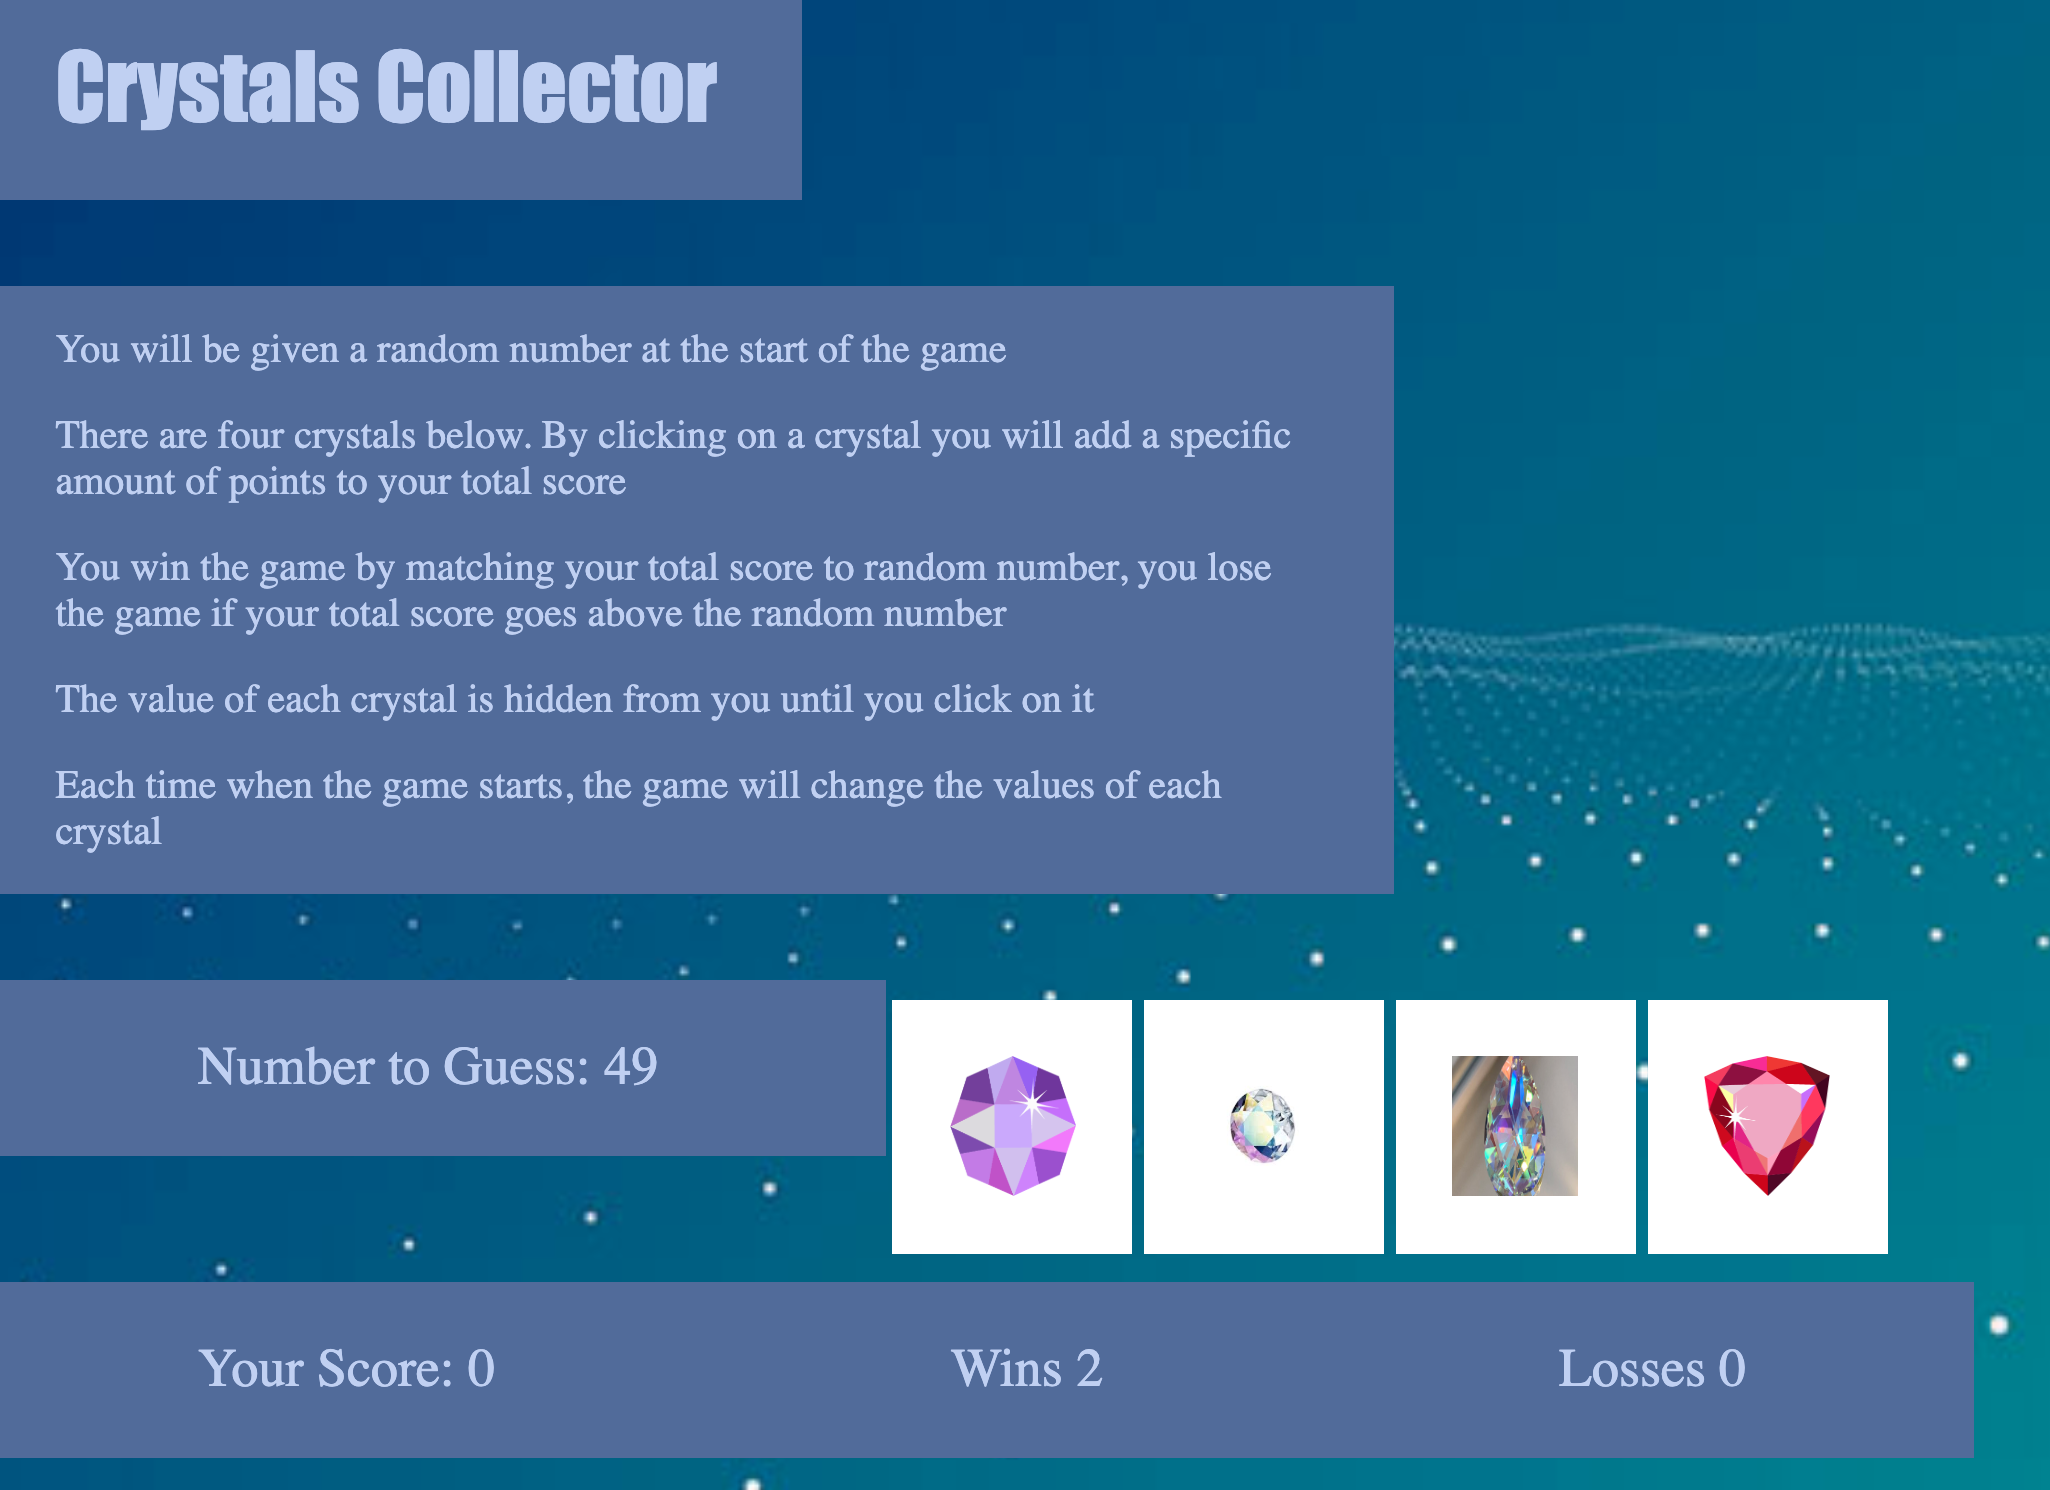 Crystals Collector
You will be given a random number at the start of the game
There are four crystals below. By clicking on a crystal you will add a specific
amount of points to your total score
You win the game by matching your total score to random number, you lose
the game if your total score goes above the random number
The value of each crystal is hidden from you until you click on it
Each time when the game starts, the game will change the values of each
crystal
Number to Guess: 49
Your Score: 0
Wins 2
Losses 0